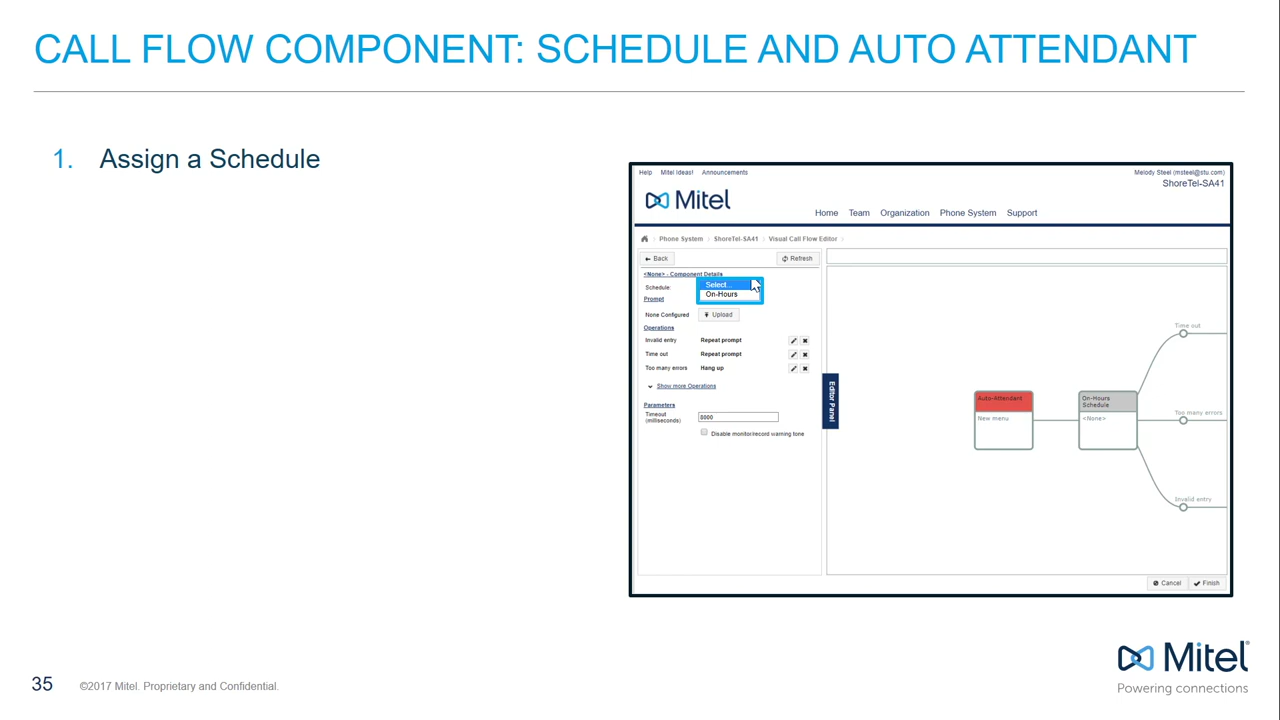 CALL FLOW COMPONENT: SCHEDULE AND AUTO ATTENDANT
1. Assign a Schedule
Help Mitel Ideas! Announcements
Melody Steel (msteel@stu.com)
ShoreTel-SA41
Mitel
Home Team Organization Phone System Support
Phone System ShoreTel-SA41 Visual Call Flow Editor
Back
Refresh
<None> - Component Details
Schedule: Select...
On-Hours
Prompt
None Configured Upload
Operations
Invalid entry Repeat prompt
Time out Repeat prompt
Too many errors Hang up
Show more Operations
Parameters
Timeout
(milliseconds)
8000
Disable monitor/record warning tone
Editor Panel
Auto-Attendant
New menu
On-Hours
Schedule
<None>
Time out
Too many errors
Invalid entry
Cancel Finish
Mitel®
Powering connections
35
©2017 Mitel. Proprietary and Confidential.